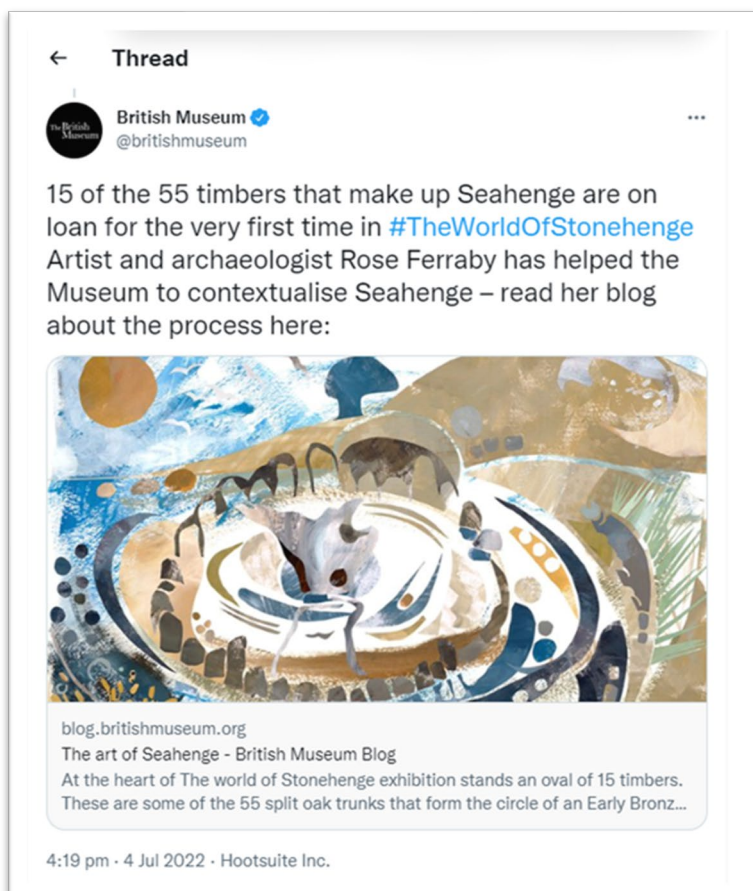 ← Thread
The British Museum
British Museum
@britishmuseum
...
15 of the 55 timbers that make up Seahenge are on
loan for the very first time in #TheWorldOfStonehenge
Artist and archaeologist Rose Ferraby has helped the
Museum to contextualise Seahenge – read her blog
about the process here:
blog.britishmuseum.org
The art of Seahenge - British Museum Blog
At the heart of The world of Stonehenge exhibition stands an oval of 15 timbers.
These are some of the 55 split oak trunks that form the circle of an Early Bronz...
4:19 pm · 4 Jul 2022 · Hootsuite Inc.